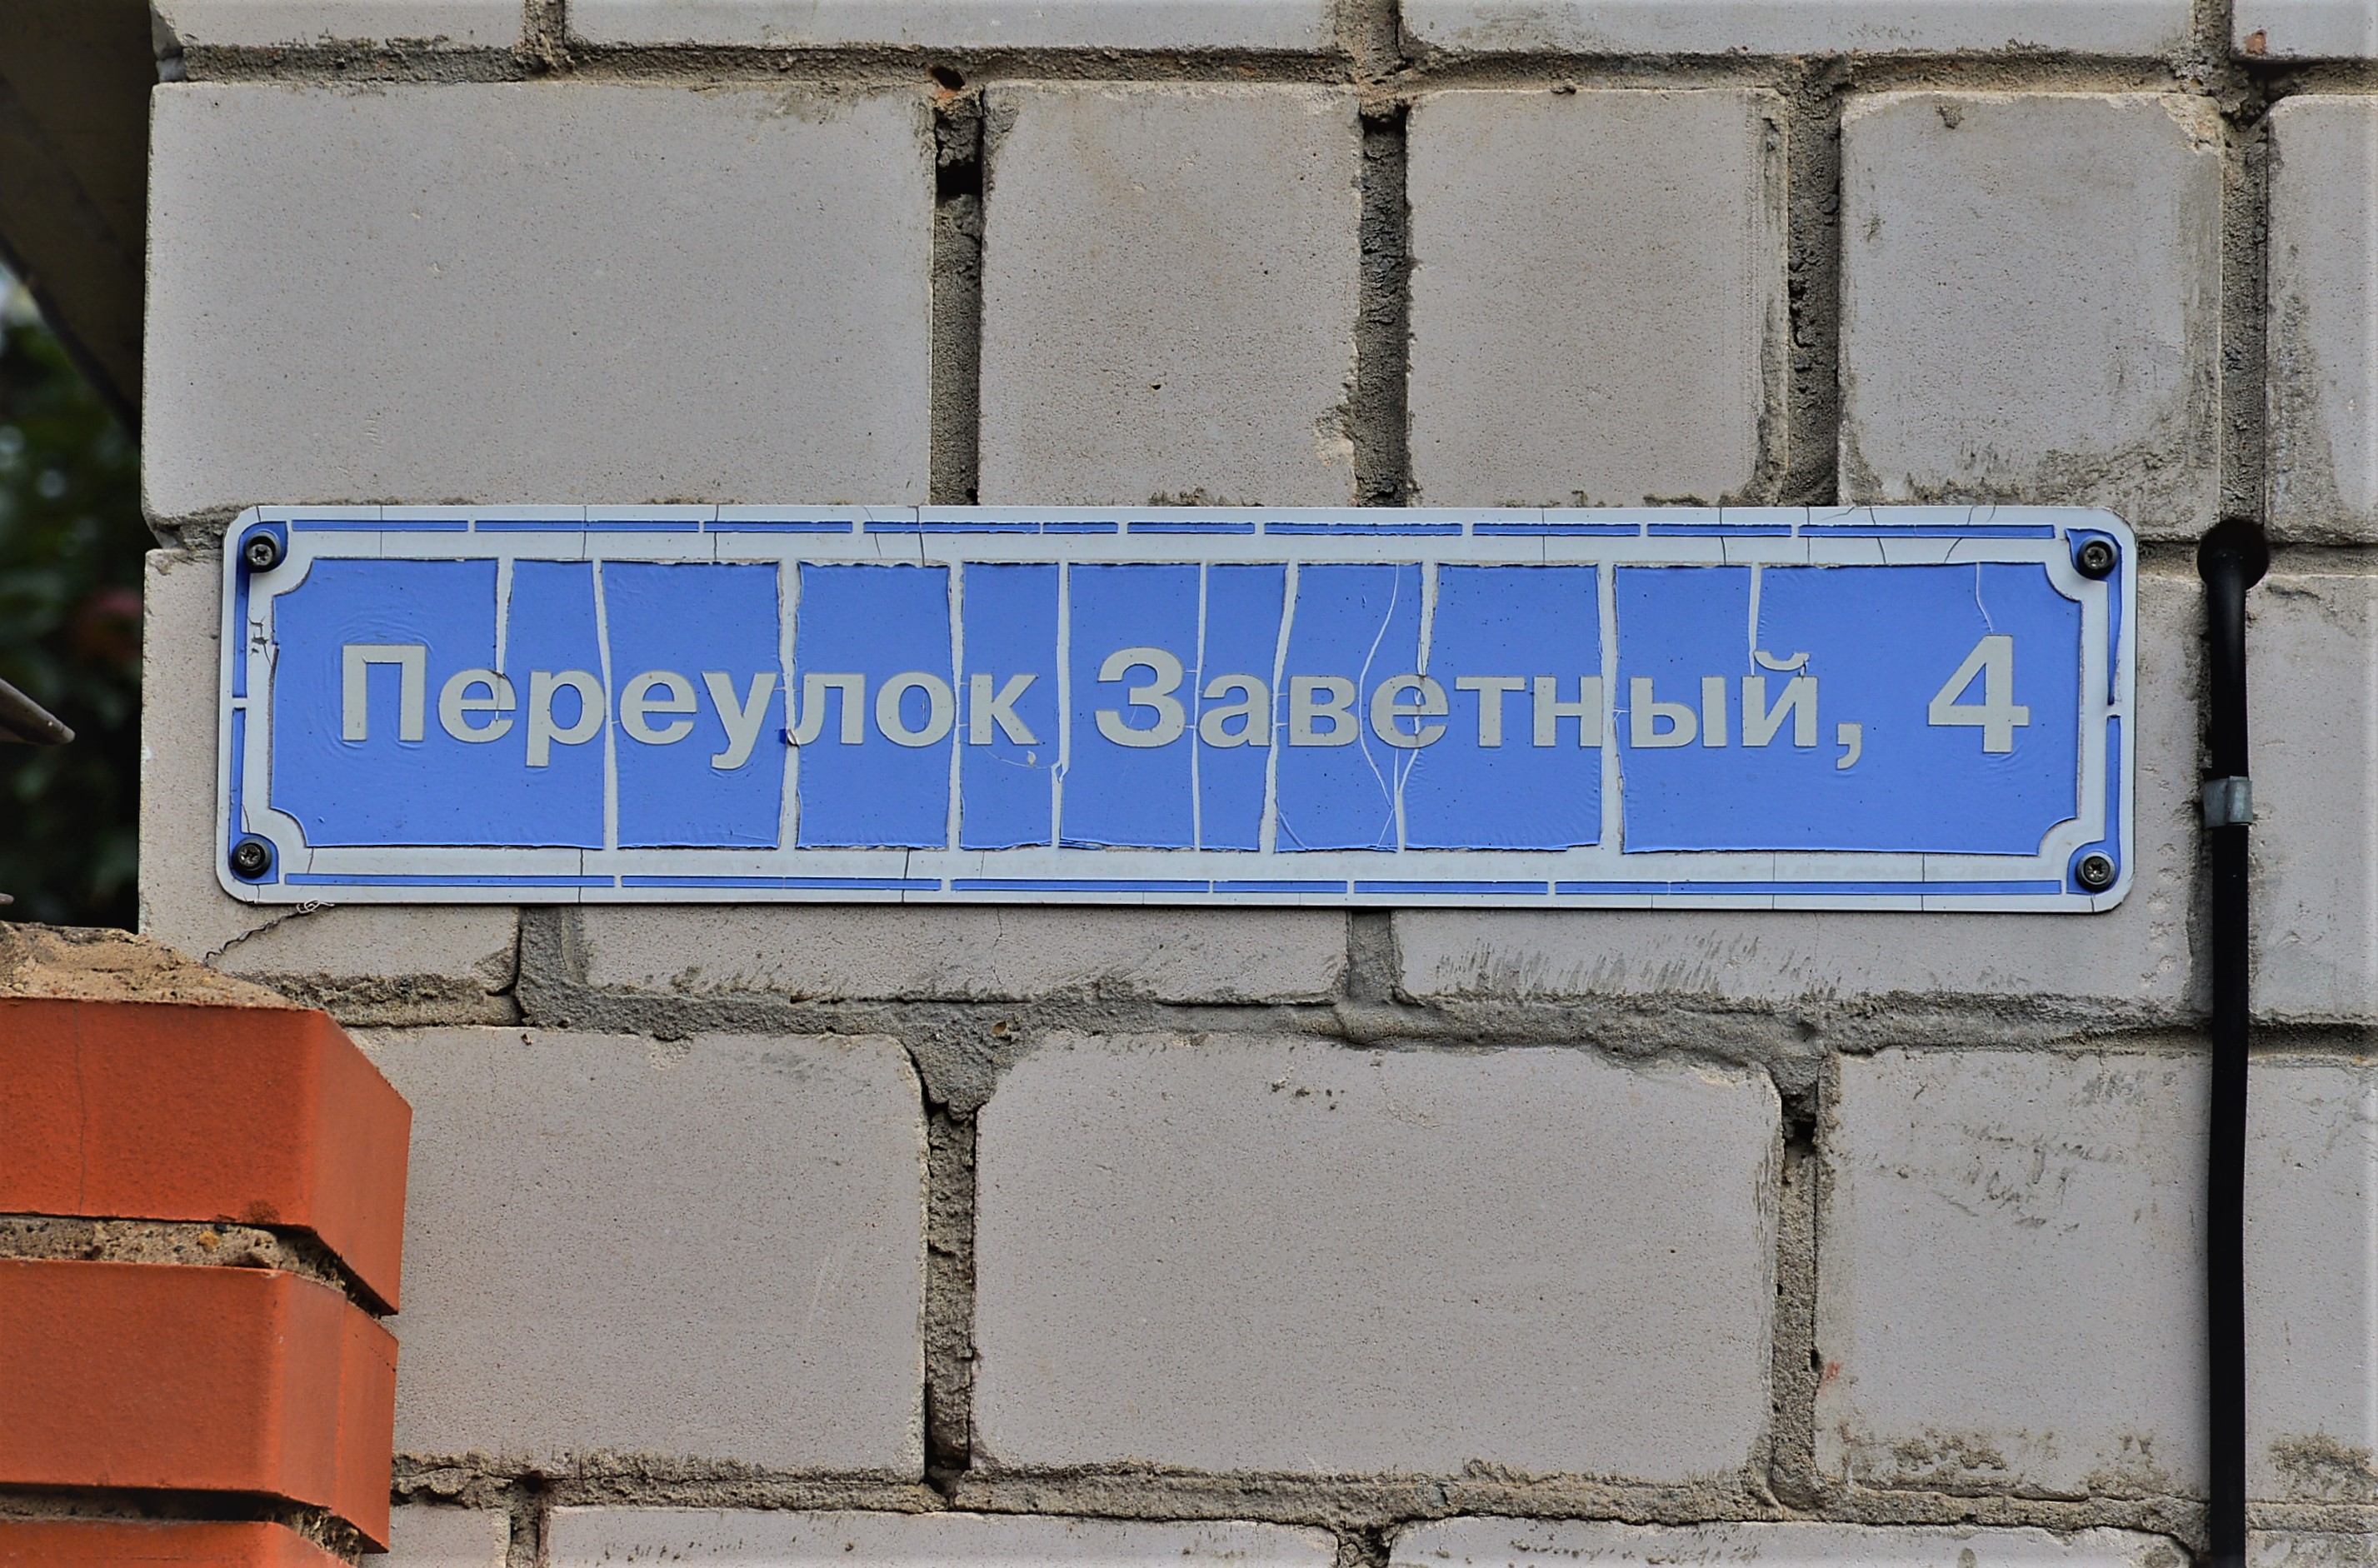 Переулок Заветный, 4